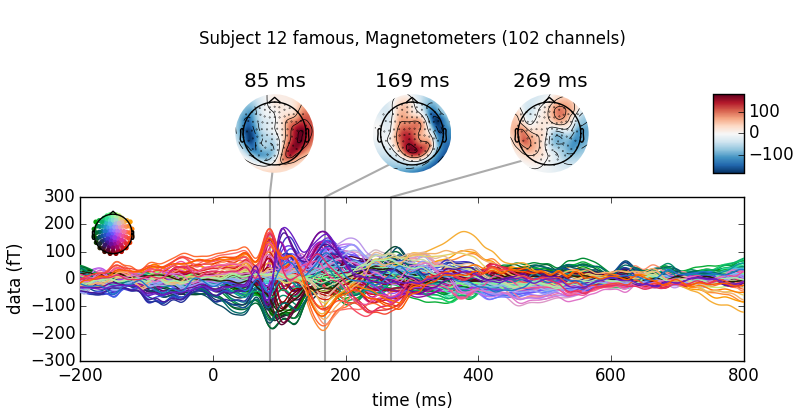 Subject 12 famous, Magnetometers (102 channels)
85 ms 169 ms 269 ms
100
0
−100
300
200
100
0
−100
−200
−300
data (fT)
−200 0 200 400 600 800
time (ms)